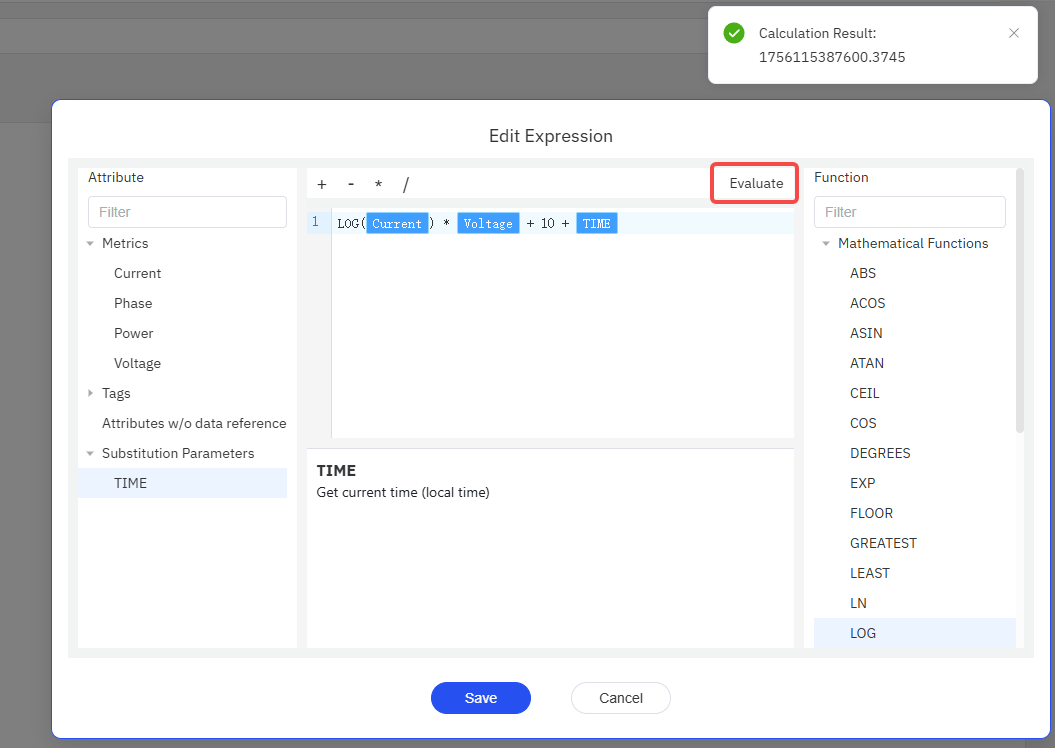 Calculation Result:
1756115387600.3745
Edit Expression
Attribute
Filter
Metrics
Current
Phase
Power
Voltage
Tags
Attributes w/o data reference
Substitution Parameters
TIME
+ - * /
Evaluate
1 LOG(Current) * Voltage + 10 + TIME
TIME
Get current time (local time)
Function
Filter
Mathematical Functions
ABS
ACOS
ASIN
ATAN
CEIL
COS
DEGREES
EXP
FLOOR
GREATEST
LEAST
LN
LOG
Save
Cancel